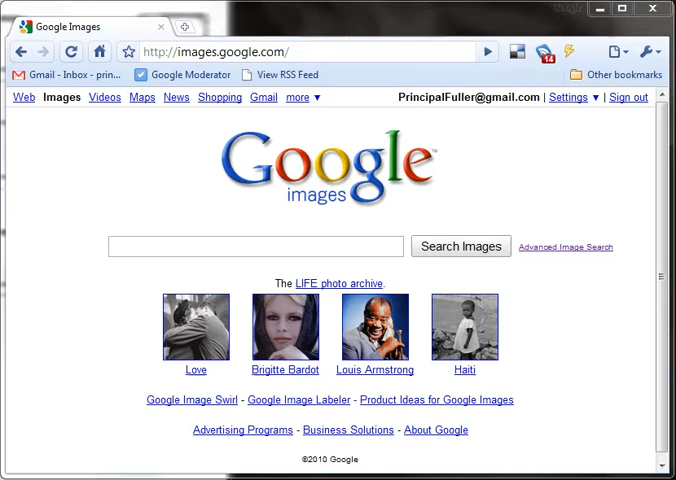 Google Images
http://images.google.com/
14
Gmail - Inbox - prin...
Google Moderator
View RSS Feed
Other bookmarks
Web Images Videos Maps News Shopping Gmail more ▼
PrincipalFuller@gmail.com | Settings ▼ | Sign out
Google™
images
Search Images
Advanced Image Search
The LIFE photo archive.
Love
Brigitte Bardot
Louis Armstrong
Haiti
Google Image Swirl - Google Image Labeler - Product Ideas for Google Images
Advertising Programs - Business Solutions - About Google
©2010 Google